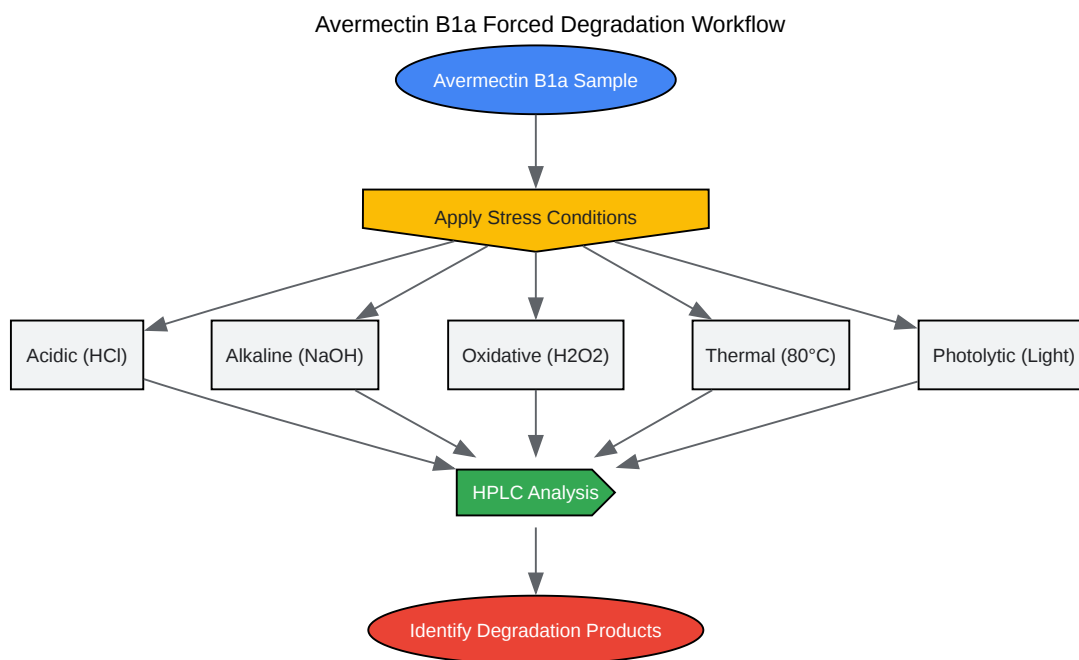 Avermectin B1a Forced Degradation Workflow
Avermectin B1a Sample
Apply Stress Conditions
Acidic (HCl)
Alkaline (NaOH)
Oxidative (H2O2)
Thermal (80°C)
Photolytic (Light)
HPLC Analysis
Identify Degradation Products